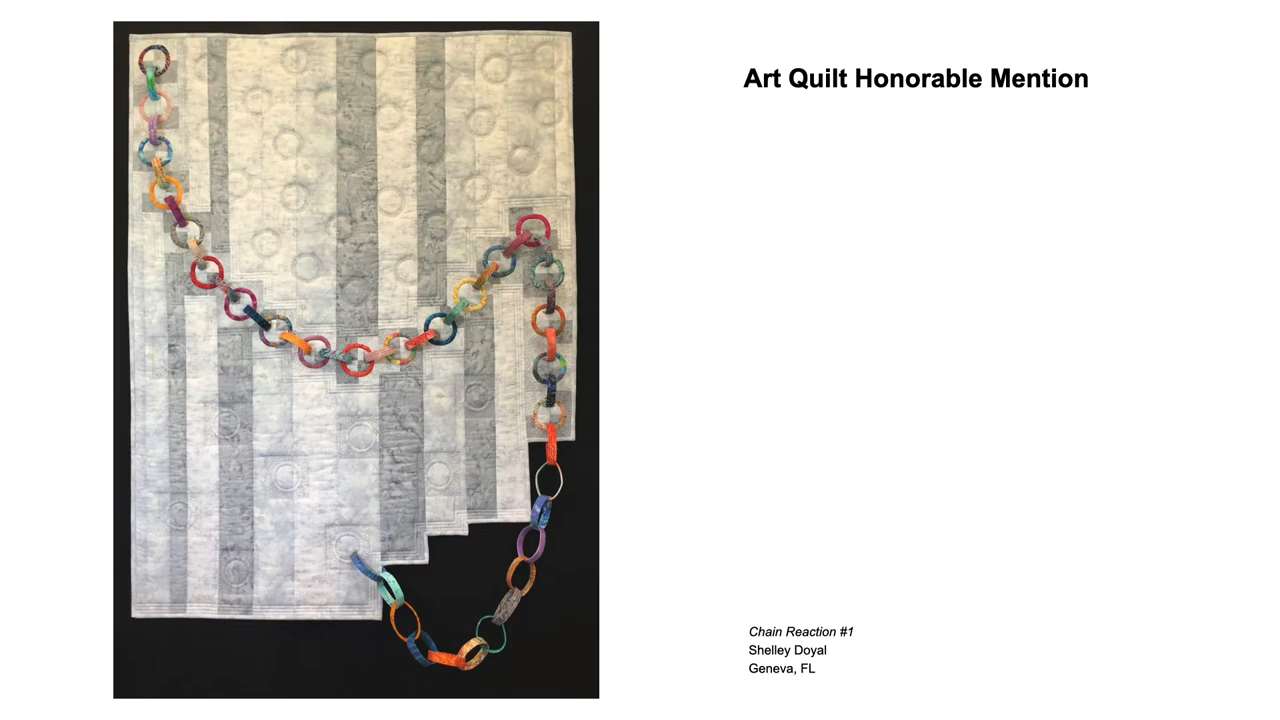 Art Quilt Honorable Mention
Chain Reaction #1
Shelley Doyal
Geneva, FL